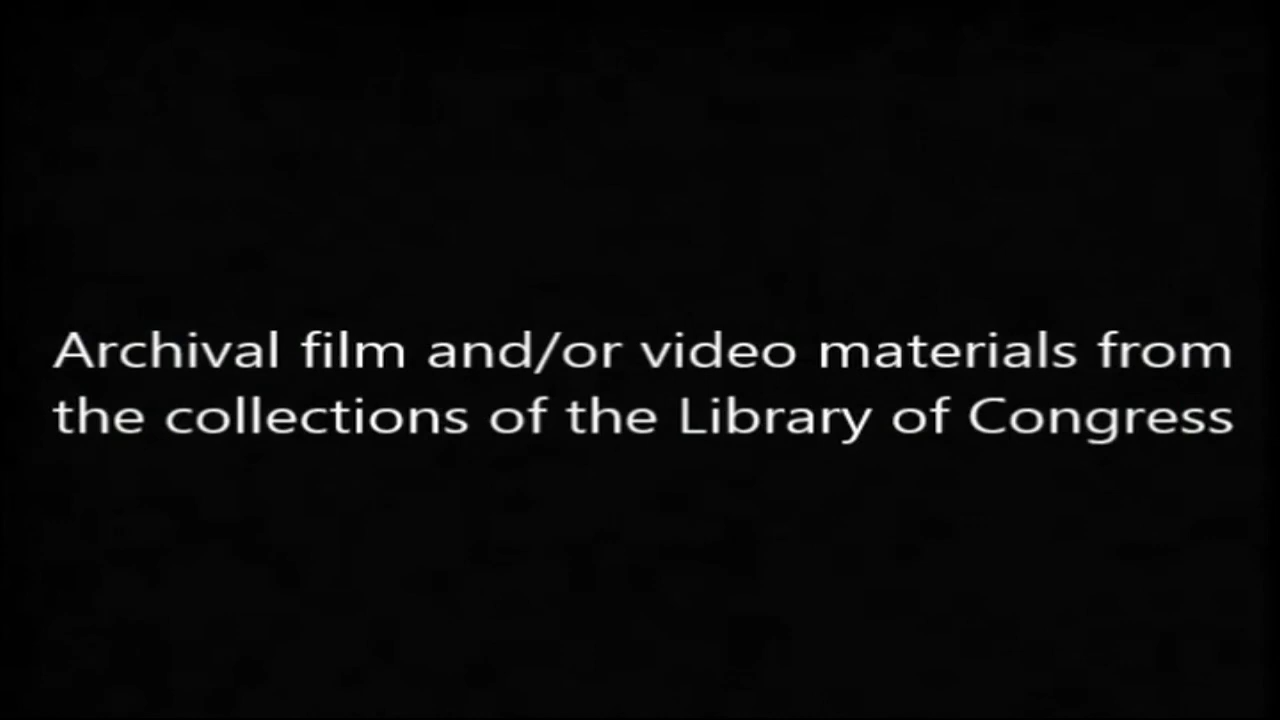 Archival film and/or video materials from
the collections of the Library of Congress